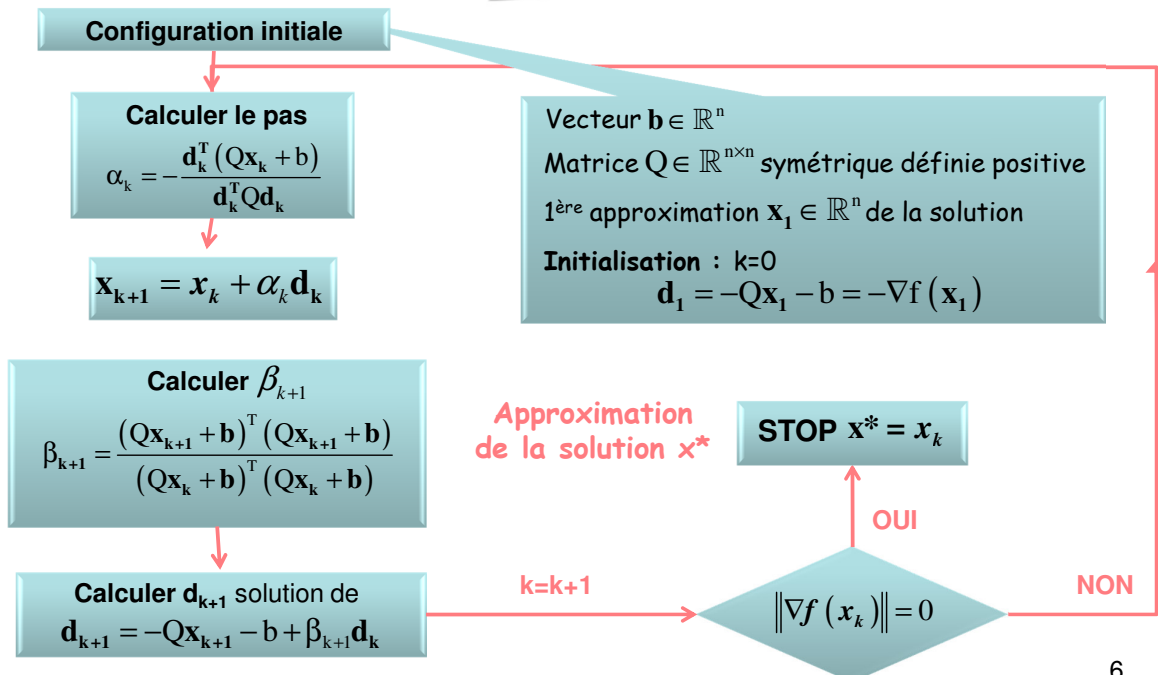 Configuration initiale
Calculer le pas
α_k = − d_k^T (Qx_k + b) / d_k^T Q d_k
x_{k+1} = x_k + α_k d_k
Vecteur b ∈ ℝ^n
Matrice Q ∈ ℝ^{n×n} symétrique définie positive
1ère approximation x_1 ∈ ℝ^n de la solution
Initialisation : k=0
d_1 = −Qx_1 − b = −∇f (x_1)
Calculer β_{k+1}
β_{k+1} = (Qx_{k+1} + b)^T (Qx_{k+1} + b) / (Qx_k + b)^T (Qx_k + b)
Calculer d_{k+1} solution de
d_{k+1} = −Qx_{k+1} − b + β_{k+1} d_k
k=k+1
‖∇f (x_k)‖ = 0
OUI
NON
Approximation
de la solution x*
STOP x* = x_k
6